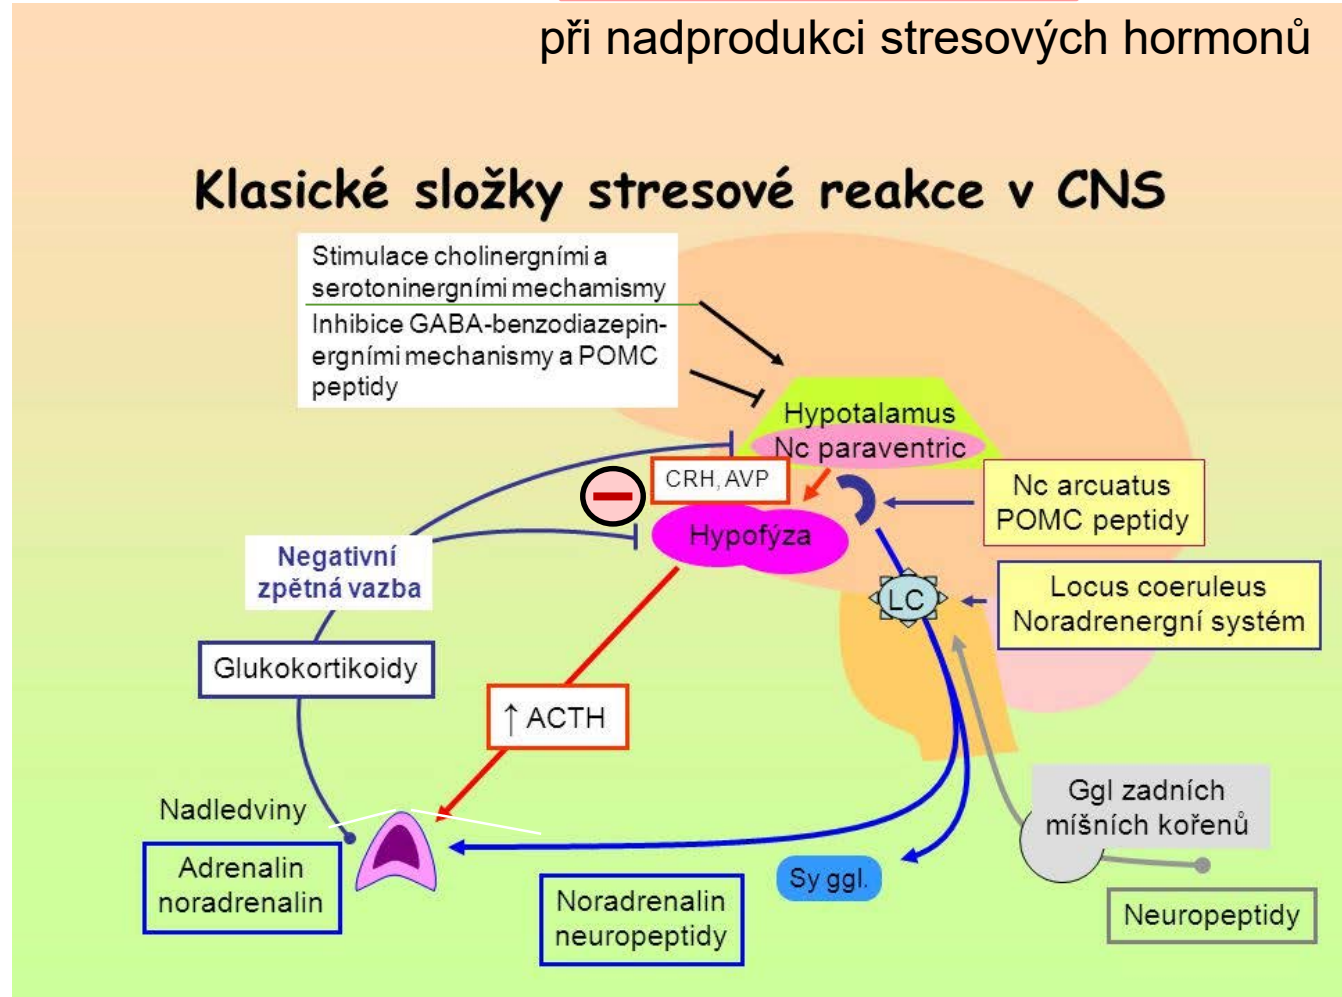 při nadprodukci stresových hormonů
Klasické složky stresové reakce v CNS
Stimulace cholinergními a
serotoninergními mechamismy
Inhibice GABA-benzodiazepin-
ergními mechanismy a POMC
peptidy
Hypotalamus
Nc paraventric
CRH, AVP
Hypofýza
Nc arcuatus
POMC peptidy
Negativní
zpětná vazba
LC
Locus coeruleus
Noradrenergní systém
Glukokortikoidy
↑ ACTH
Nadledviny
Adrenalin
noradrenalin
Noradrenalin
neuropeptidy
Sy ggl.
Ggl zadních
míšních kořenů
Neuropeptidy